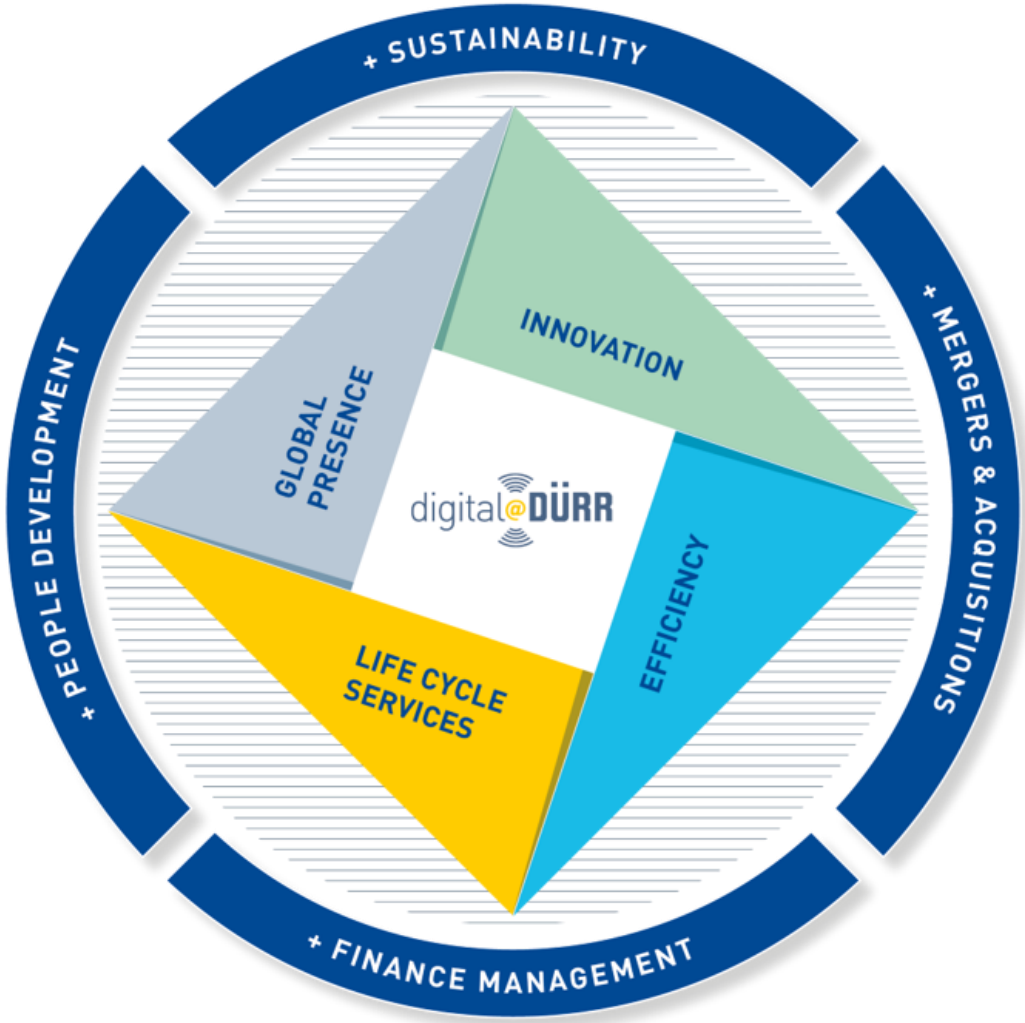 + SUSTAINABILITY
INNOVATION
+ MERGERS & ACQUISITIONS
GLOBAL
PRESENCE
digital@DÜRR
+ PEOPLE DEVELOPMENT
EFFICIENCY
LIFE CYCLE
SERVICES
+ FINANCE MANAGEMENT